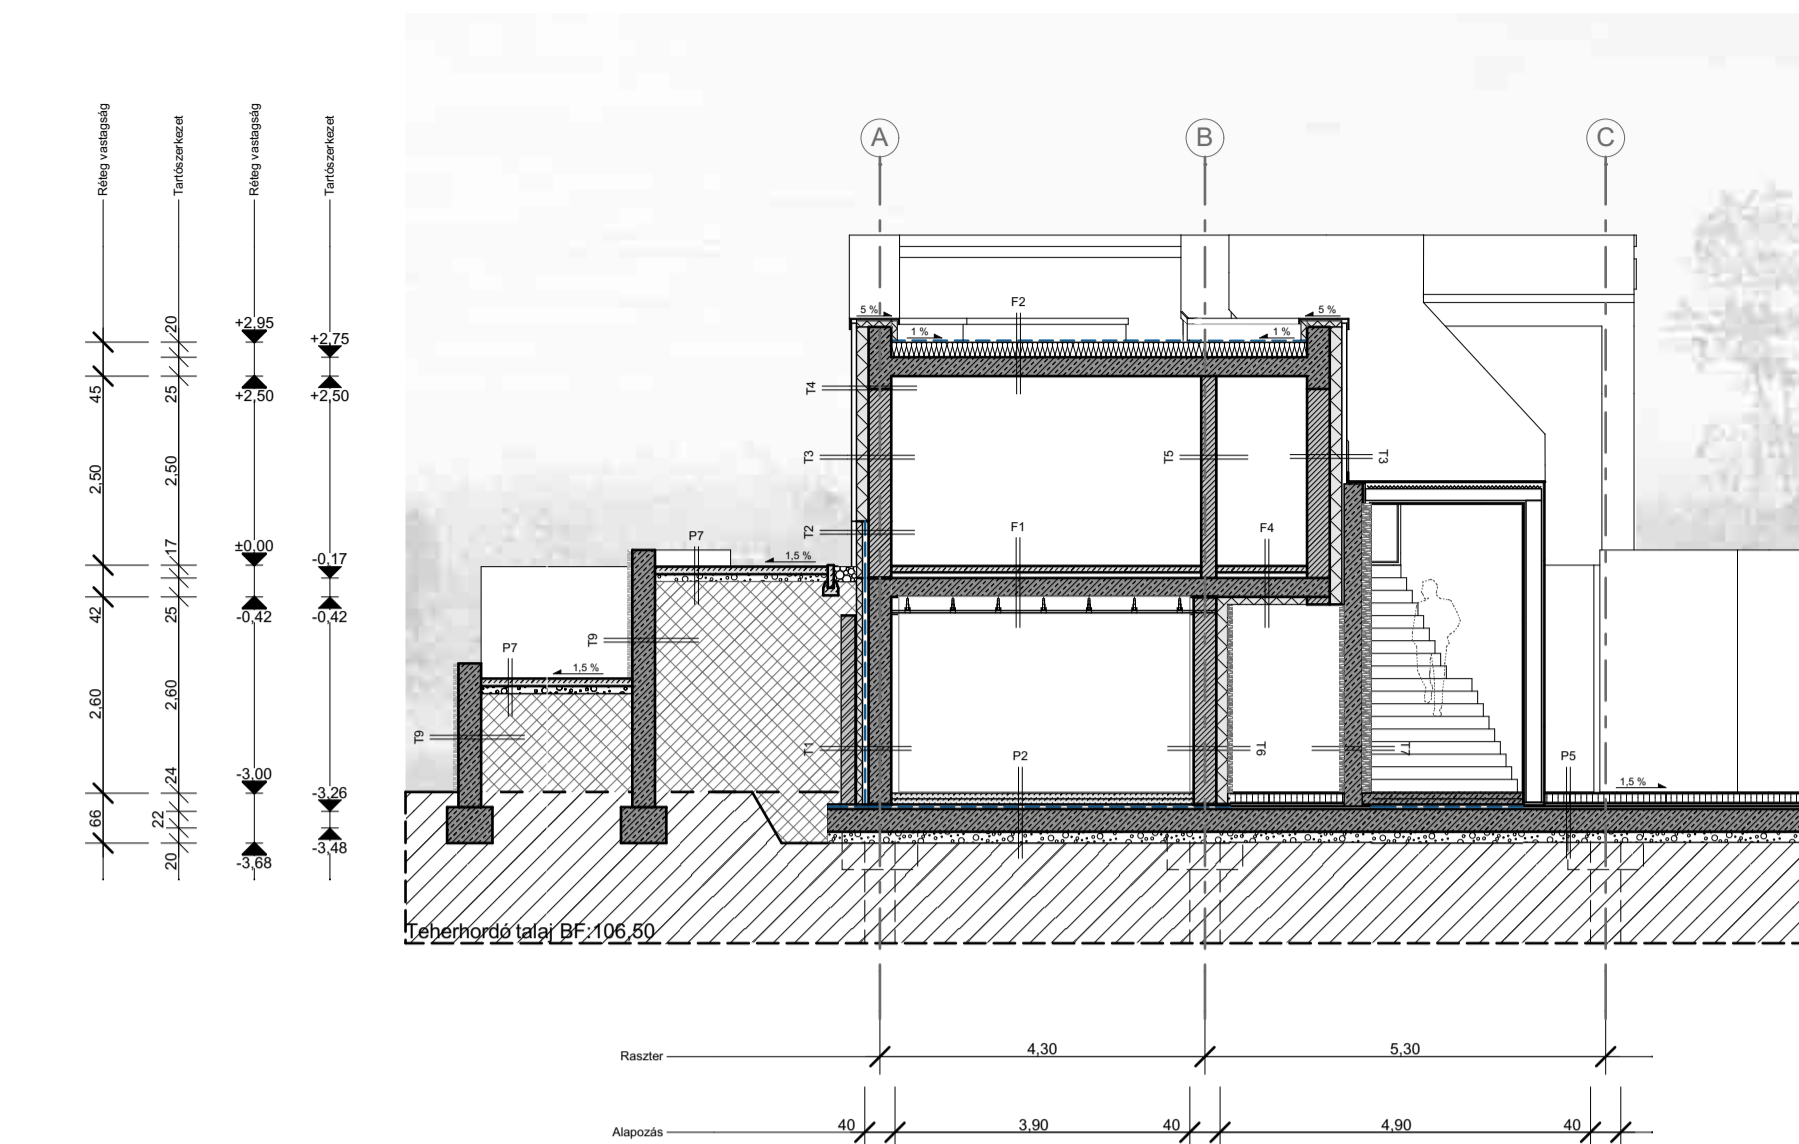 Réteg vastagság
Tartószerkezet
Réteg vastagság
Tartószerkezet
A
B
C
20
45
25
2,50
2,50
17
42
25
2,60
2,60
24
66
22
20
+2,95
+2,50
±0,00
-0,42
-3,00
-3,68
+2,75
+2,50
-0,17
-0,42
-3,26
-3,48
5 %
F2
5 %
1 %
1 %
T4
T3
T5
T3
T2
F1
F4
P7
1,5 %
T9
P7
1,5 %
T9
T1
P2
T6
T7
P5
1,5 %
Teherhordó talaj BF:106,50
Raszter
4,30
5,30
Alapozás
40
3,90
40
4,90
40